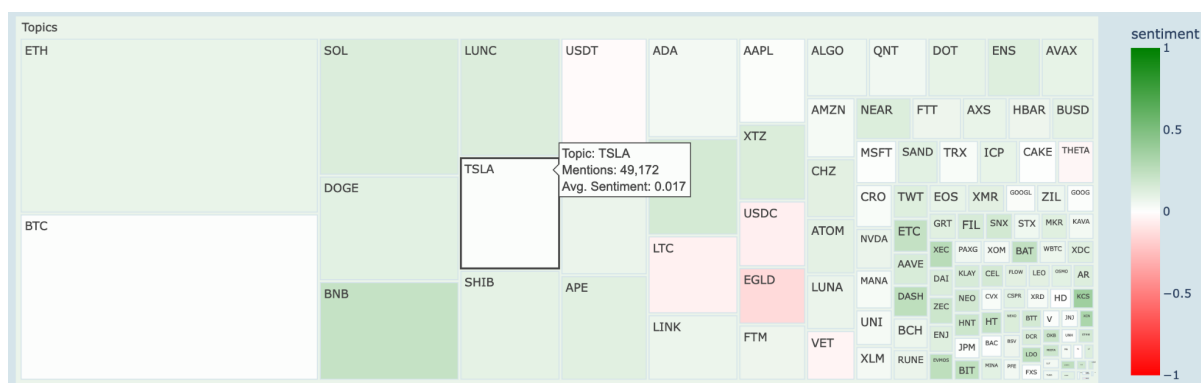 Topics
ETH
BTC
SOL
DOGE
BNB
LUNC
TSLA
SHIB
USDT
APE
Topic: TSLA
Mentions: 49,172
Avg. Sentiment: 0.017
ADA
LTC
LINK
AAPL
XTZ
USDC
EGLD
FTM
ALGO
QNT
DOT
ENS
AVAX
AMZN
CHZ
ATOM
LUNA
VET
NEAR
FTT
AXS
HBAR
BUSD
MSFT
SAND
TRX
ICP
CAKE
THETA
CRO
NVDA
MANA
UNI
XLM
TWT
ETC
AAVE
DASH
BCH
RUNE
EOS
XMR
GOOGL
ZIL
GOOG
GRT
FIL
SNX
STX
MKR
KAVA
XEC
PAXG
XOM
BAT
WBTC
XDC
DAI
KLAY
CEL
FLOW
LEO
AR
ZEC
NEO
CVX
CSPR
XRD
HD
KCS
ENJ
HNT
HT
BTT
V
JNJ
JPM
BAC
BSV
DCR
LDO
EVMOS
BIT
MINA
PFE
FXS
sentiment
1
0.5
0
−0.5
−1